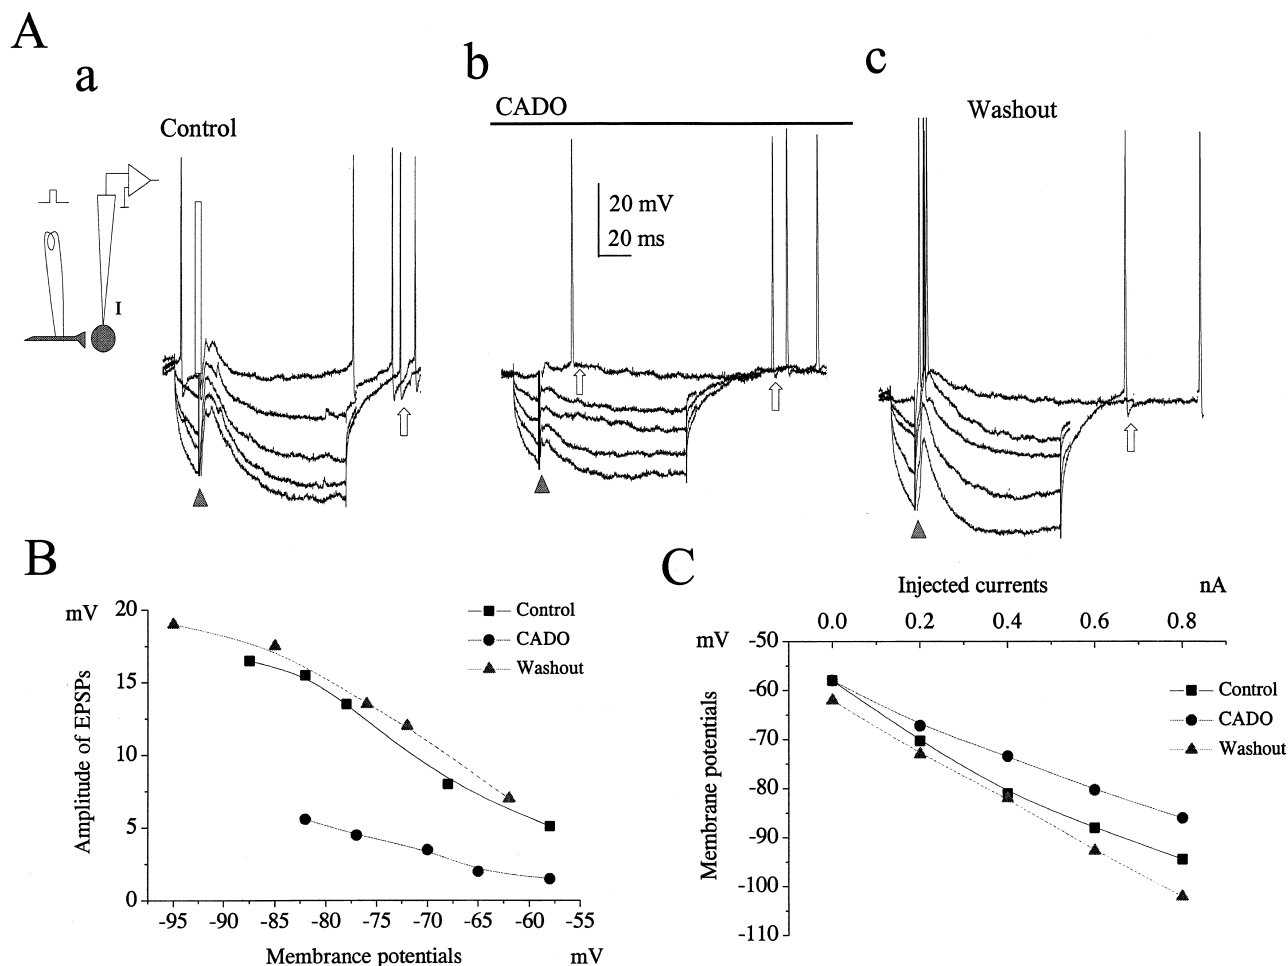 A
a
b
c
Control
CADO
Washout
20 mV
20 ms
I
B
mV
20
15
10
5
0
Amplitude of EPSPs
Control
CADO
Washout
-95 -90 -85 -80 -75 -70 -65 -60 -55
Membrance potentials mV
C
Injected currents nA
0.0 0.2 0.4 0.6 0.8
mV
-50
-60
-70
-80
-90
-100
-110
Membrane potentials
Control
CADO
Washout